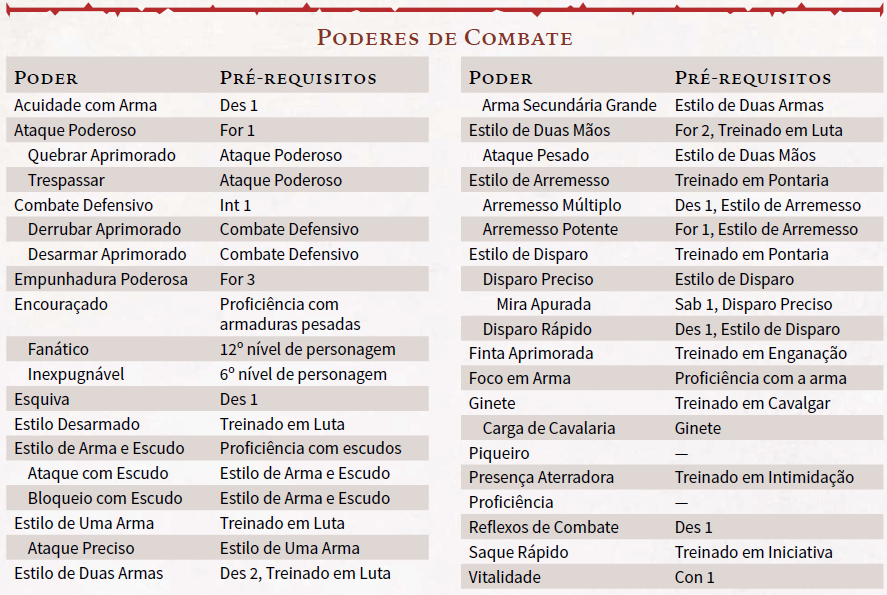 Poderes de Combate
Poder Pré-requisitos
Acuidade com Arma Des 1
Ataque Poderoso For 1
Quebrar Aprimorado Ataque Poderoso
Trespassar Ataque Poderoso
Combate Defensivo Int 1
Derrubar Aprimorado Combate Defensivo
Desarmar Aprimorado Combate Defensivo
Empunhadura Poderosa For 3
Encouraçado Proficiência com
armaduras pesadas
Fanático 12º nível de personagem
Inexpugnável 6º nível de personagem
Esquiva Des 1
Estilo Desarmado Treinado em Luta
Estilo de Arma e Escudo Proficiência com escudos
Ataque com Escudo Estilo de Arma e Escudo
Bloqueio com Escudo Estilo de Arma e Escudo
Estilo de Uma Arma Treinado em Luta
Ataque Preciso Estilo de Uma Arma
Estilo de Duas Armas Des 2, Treinado em Luta
Poder Pré-requisitos
Arma Secundária Grande Estilo de Duas Armas
Estilo de Duas Mãos For 2, Treinado em Luta
Ataque Pesado Estilo de Duas Mãos
Estilo de Arremesso Treinado em Pontaria
Arremesso Múltiplo Des 1, Estilo de Arremesso
Arremesso Potente For 1, Estilo de Arremesso
Estilo de Disparo Treinado em Pontaria
Disparo Preciso Estilo de Disparo
Mira Apurada Sab 1, Disparo Preciso
Disparo Rápido Des 1, Estilo de Disparo
Finta Aprimorada Treinado em Enganação
Foco em Arma Proficiência com a arma
Ginete Treinado em Cavalgar
Carga de Cavalaria Ginete
Piqueiro —
Presença Aterradora Treinado em Intimidação
Proficiência —
Reflexos de Combate Des 1
Saque Rápido Treinado em Iniciativa
Vitalidade Con 1